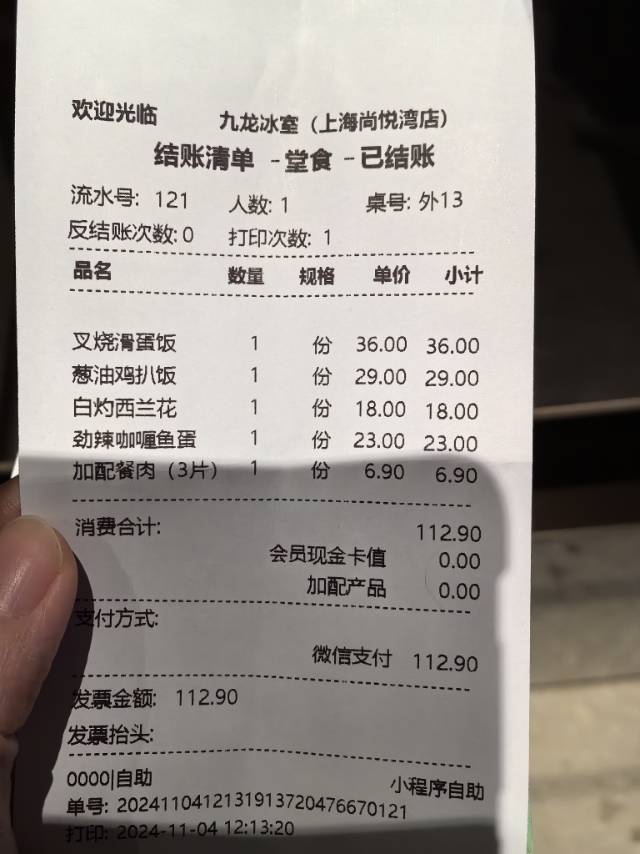 欢迎光临 九龙冰室（上海尚悦湾店）
结账清单 - 堂食 - 已结账
流水号: 121 人数: 1 桌号: 外13
反结账次数: 0 打印次数: 1
品名 数量 规格 单价 小计
叉烧滑蛋饭 1 份 36.00 36.00
葱油鸡扒饭 1 份 29.00 29.00
白灼西兰花 1 份 18.00 18.00
劲辣咖喱鱼蛋 1 份 23.00 23.00
加配餐肉（3片） 1 份 6.90 6.90
消费合计: 112.90
会员现金卡值 0.00
加配产品 0.00
支付方式:
微信支付 112.90
发票金额: 112.90
发票抬头:
0000|自助 小程序自助
单号: 2024110412131913720476670121
打印: 2024-11-04 12:13:20